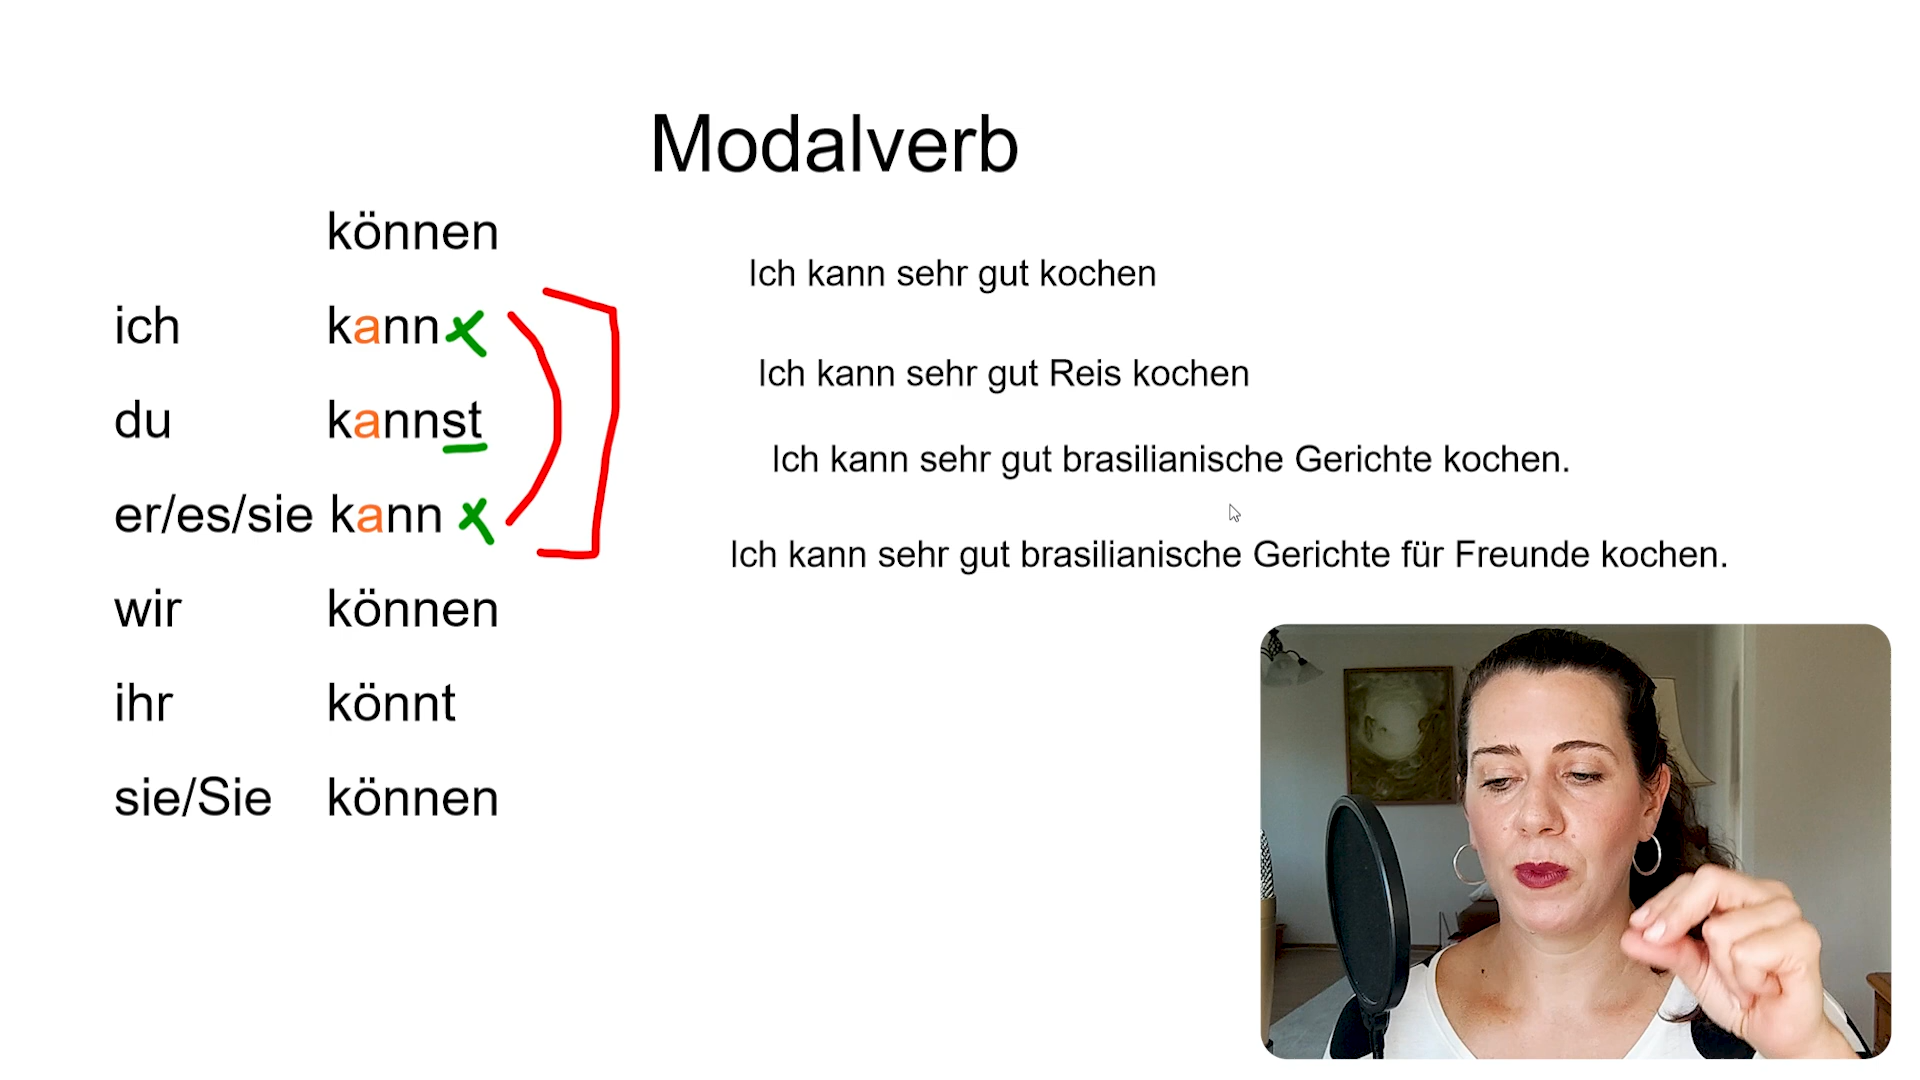 Modalverb
können
ich kann
du kannst
er/es/sie kann
wir können
ihr könnt
sie/Sie können
Ich kann sehr gut kochen
Ich kann sehr gut Reis kochen
Ich kann sehr gut brasilianische Gerichte kochen.
Ich kann sehr gut brasilianische Gerichte für Freunde kochen.